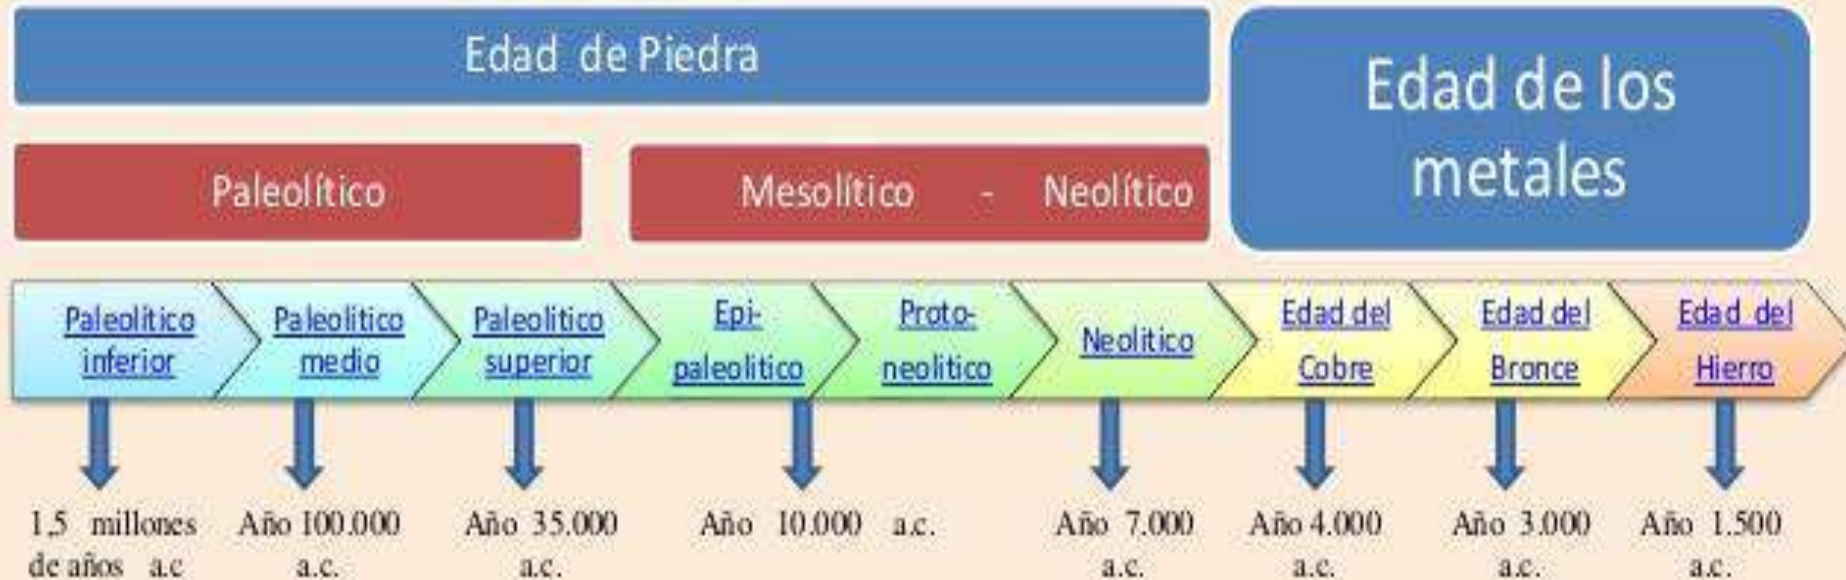 Edad de Piedra
Edad de los
metales
Paleolítico
Mesolítico - Neolítico
Paleolítico
inferior
Paleolitico
medio
Paleolitico
superior
Epi-
paleolitico
Proto-
neolitico
Neolitico
Edad del
Cobre
Edad del
Bronce
Edad del
Hierro
1,5 millones
de años a.c
Año 100.000
a.c.
Año 35.000
a.c.
Año 10.000 a.c.
Año 7.000
a.c.
Año 4.000
a.c.
Año 3.000
a.c.
Año 1.500
a.c.